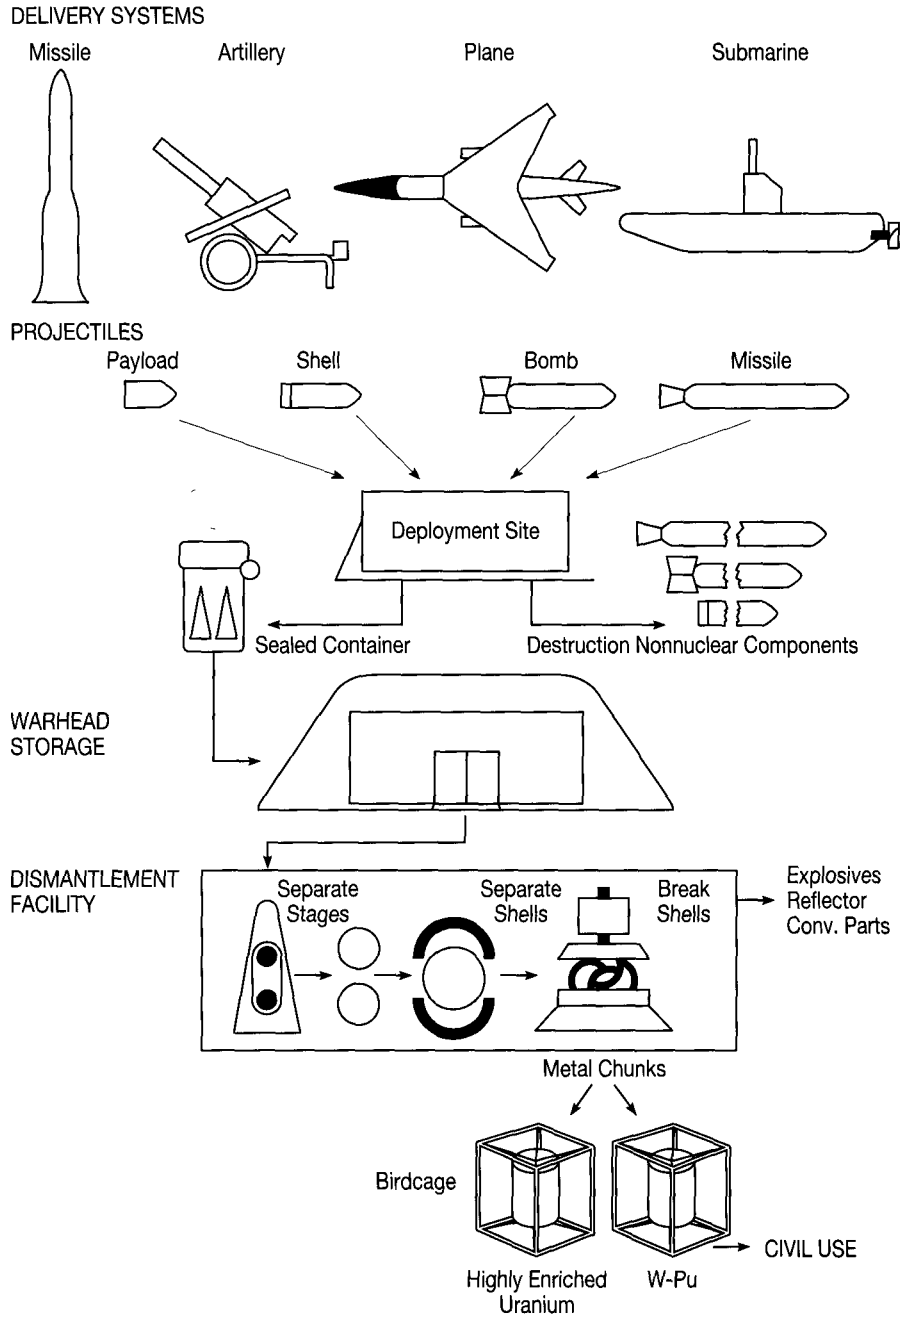 DELIVERY SYSTEMS
Missile
Artillery
Plane
Submarine
PROJECTILES
Payload
Shell
Bomb
Missile
Deployment Site
Sealed Container
Destruction Nonnuclear Components
WARHEAD
STORAGE
DISMANTLEMENT
FACILITY
Separate
Stages
Separate
Shells
Break
Shells
Explosives
Reflector
Conv. Parts
Metal Chunks
Birdcage
CIVIL USE
Highly Enriched
Uranium
W-Pu